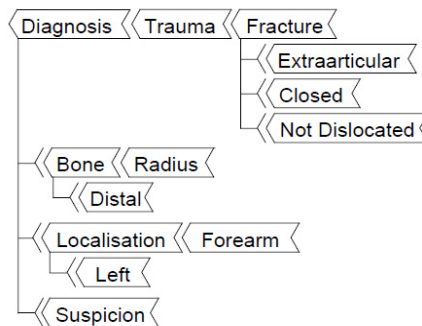 Diagnosis Trauma Fracture
Extraarticular
Closed
Not Dislocated
Bone Radius
Distal
Localisation Forearm
Left
Suspicion